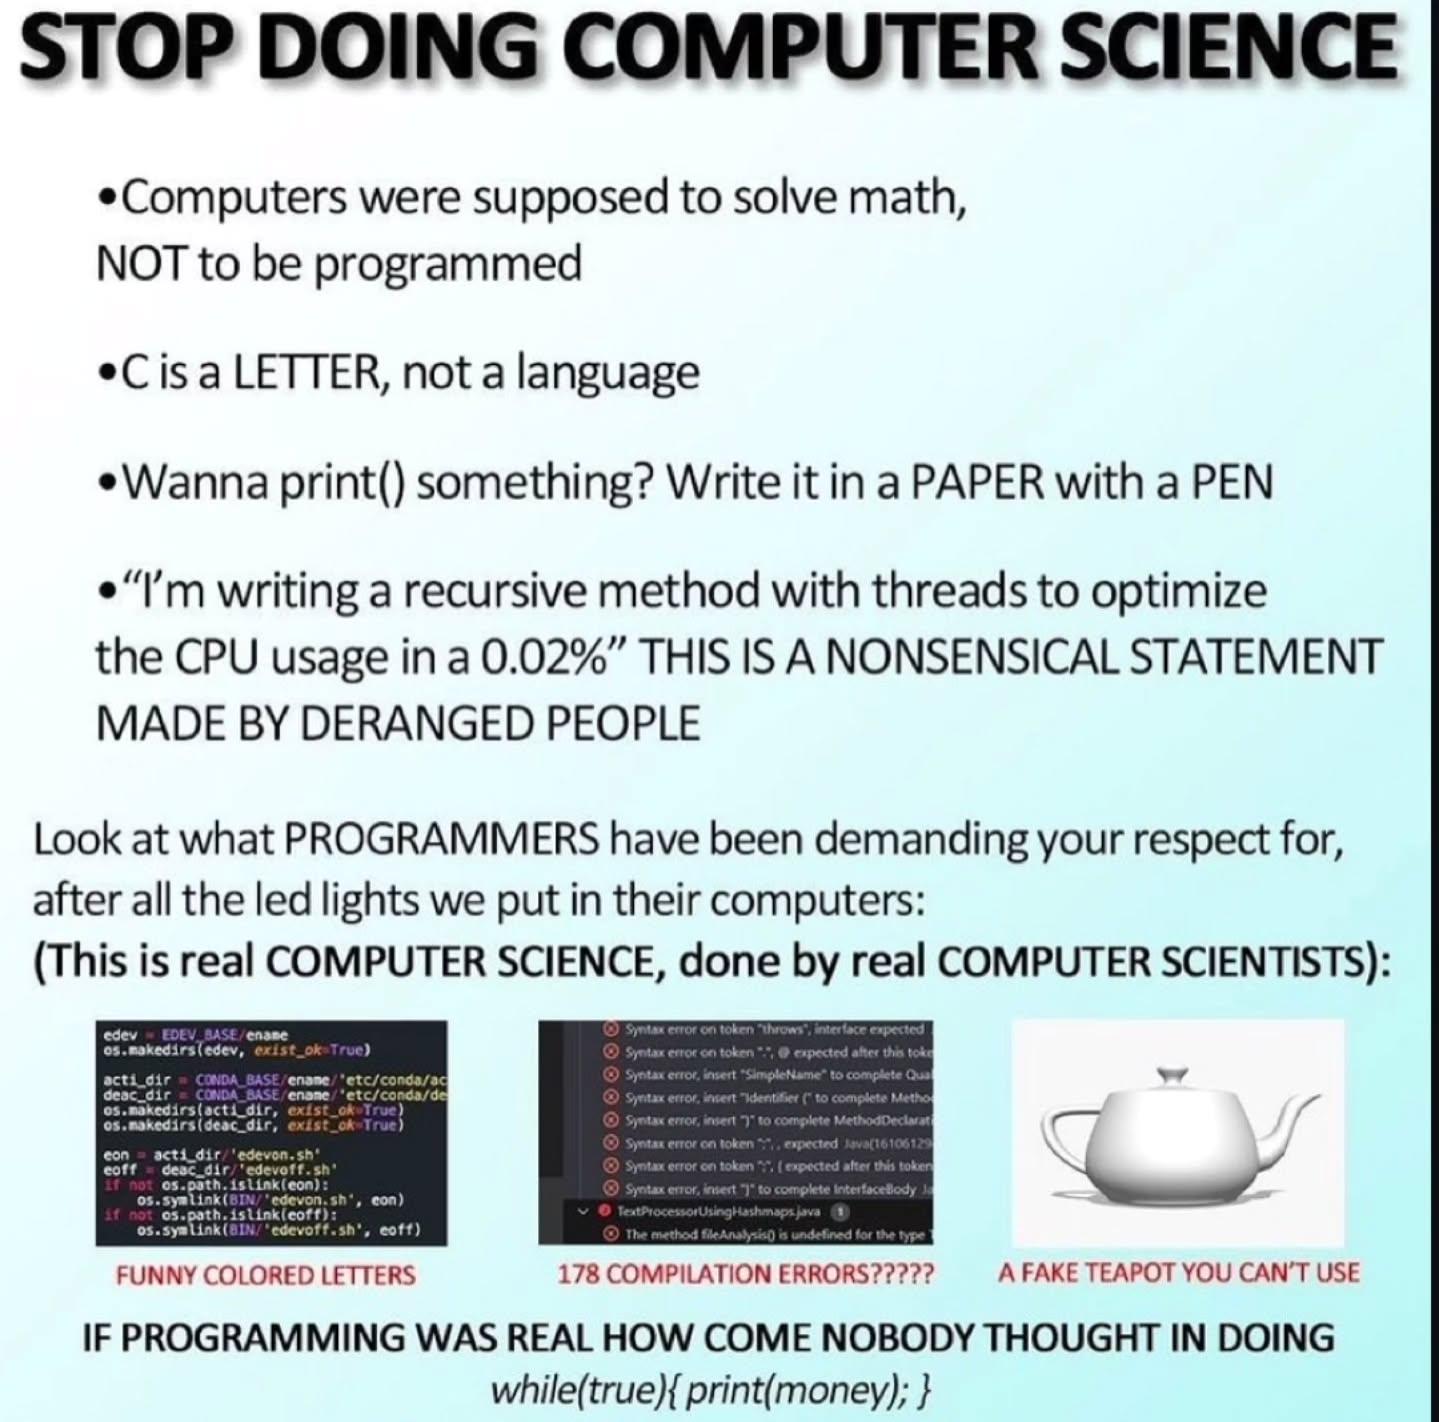 STOP DOING COMPUTER SCIENCE
•Computers were supposed to solve math,
NOT to be programmed
•C is a LETTER, not a language
•Wanna print() something? Write it in a PAPER with a PEN
•“I’m writing a recursive method with threads to optimize
the CPU usage in a 0.02%” THIS IS A NONSENSICAL STATEMENT
MADE BY DERANGED PEOPLE
Look at what PROGRAMMERS have been demanding your respect for,
after all the led lights we put in their computers:
(This is real COMPUTER SCIENCE, done by real COMPUTER SCIENTISTS):
edev = EDEV_BASE/ename
os.makedirs(edev, exist_ok=True)
acti_dir = CONDA_BASE/ename/'etc/conda/ac
deac_dir = CONDA_BASE/ename/'etc/conda/de
os.makedirs(acti_dir, exist_ok=True)
os.makedirs(deac_dir, exist_ok=True)
eon = acti_dir/'edevon.sh'
eoff = deac_dir/'edevoff.sh'
if not os.path.islink(eon):
os.symlink(BIN/'edevon.sh', eon)
if not os.path.islink(eoff):
os.symlink(BIN/'edevoff.sh', eoff)
Syntax error on token "throws", interface expected
Syntax error on token ".", @ expected after this toke
Syntax error, insert "SimpleName" to complete Qual
Syntax error, insert "Identifier (" to complete Metho
Syntax error, insert ")" to complete MethodDeclarati
Syntax error on token ";", , expected Java(16106129
Syntax error on token ";", { expected after this token
Syntax error, insert "}" to complete InterfaceBody Ja
TextProcessorUsingHashmaps.java 1
The method fileAnalysis() is undefined for the type
FUNNY COLORED LETTERS
178 COMPILATION ERRORS?????
A FAKE TEAPOT YOU CAN'T USE
IF PROGRAMMING WAS REAL HOW COME NOBODY THOUGHT IN DOING
while(true){ print(money); }